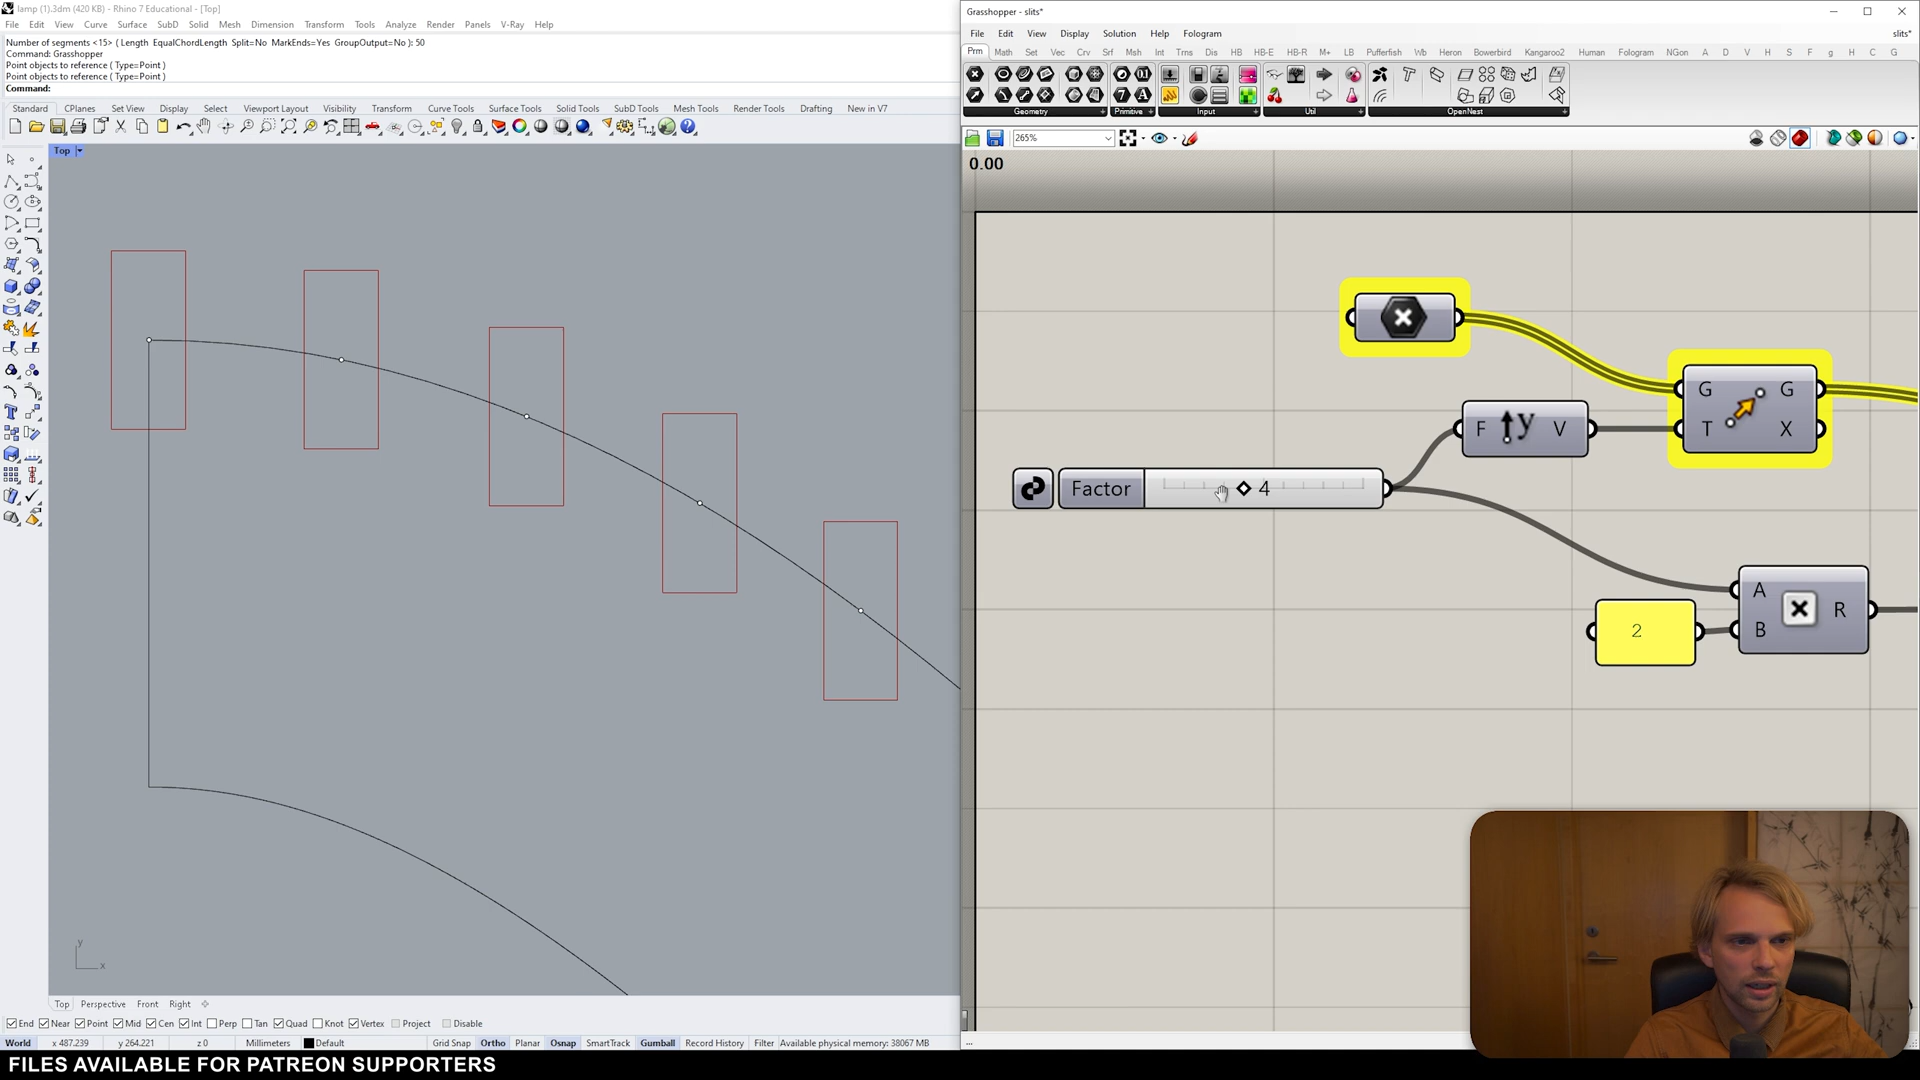 lamp (1).3dm (420 KB) - Rhino 7 Educational - [Top]
File Edit View Curve Surface SubD Solid Mesh Dimension Transform Tools Analyze Render Panels V-Ray Help
Number of segments <15> ( Length EqualChordLength Split=No MarkEnds=Yes GroupOutput=No ): 50
Command: Grasshopper
Point objects to reference ( Type=Point )
Point objects to reference ( Type=Point )
Command:
Standard CPlanes Set View Display Select Viewport Layout Visibility Transform Curve Tools Surface Tools Solid Tools SubD Tools Mesh Tools Render Tools Drafting New in V7
Top
y
x
Top Perspective Front Right
End Near Point Mid Cen Int Perp Tan Quad Knot Vertex Project Disable
World x 487.239 y 264.221 z 0 Millimeters Default Grid Snap Ortho Planar Osnap SmartTrack Gumball Record History Filter Available physical memory: 38067 MB
Grasshopper - slits*
File Edit View Display Solution Help Fologram slits*
Prm Math Set Vec Crv Srf Msh Int Trns Dis HB HB-E HB-R M+ LB Pufferfish Wb Heron Bowerbird Kangaroo2 Human Fologram NGon A D V H S F g H C G
Geometry Primitive Input Util OpenNest
265%
0.00
G G
T X
F y V
Factor 4
A
B R
2
FILES AVAILABLE FOR PATREON SUPPORTERS